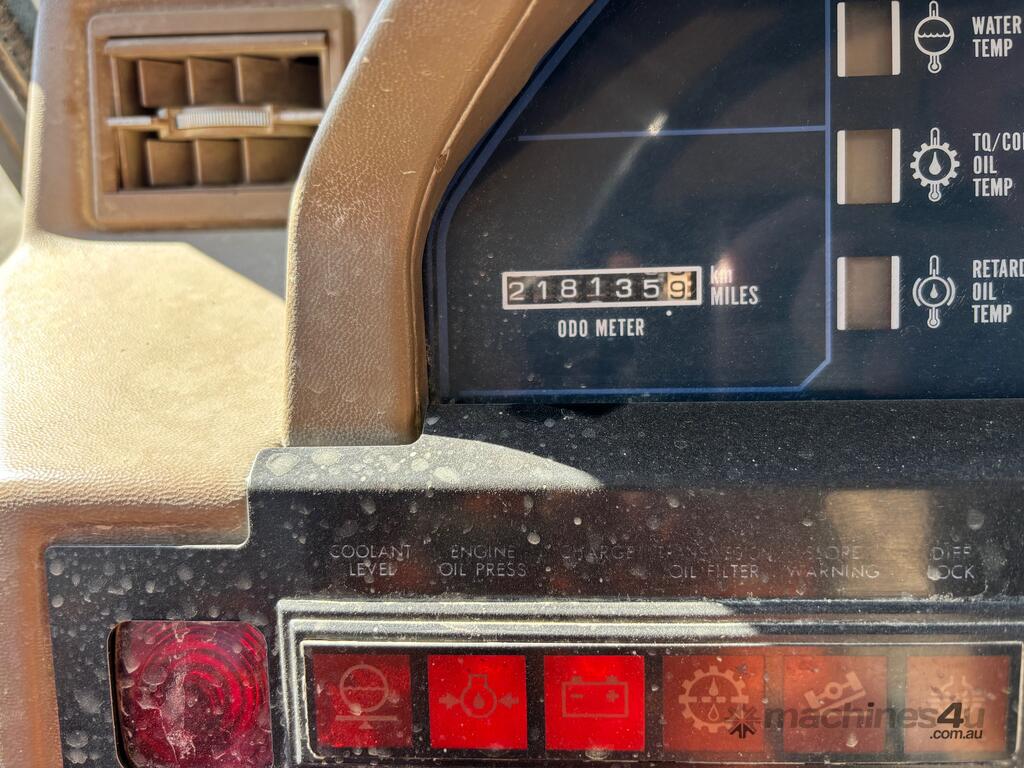 WATER
TEMP
TQ/CO
OIL
TEMP
2181359
km
MILES
ODO METER
RETARD
OIL
TEMP
COOLANT
LEVEL
ENGINE
OIL PRESS
CHARGE
TRANSMISSION
OIL FILTER
SLOPE
WARNING
DIFF
LOCK
machines4u
.com.au